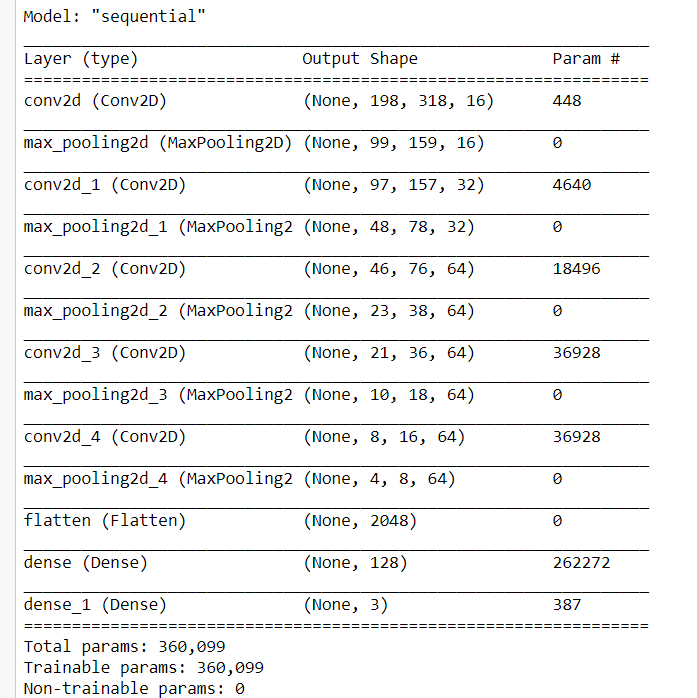 Model: "sequential"
_________________________________________________________________
Layer (type)                 Output Shape              Param #
=================================================================
conv2d (Conv2D)              (None, 198, 318, 16)      448
_________________________________________________________________
max_pooling2d (MaxPooling2D) (None, 99, 159, 16)       0
_________________________________________________________________
conv2d_1 (Conv2D)            (None, 97, 157, 32)       4640
_________________________________________________________________
max_pooling2d_1 (MaxPooling2 (None, 48, 78, 32)        0
_________________________________________________________________
conv2d_2 (Conv2D)            (None, 46, 76, 64)        18496
_________________________________________________________________
max_pooling2d_2 (MaxPooling2 (None, 23, 38, 64)        0
_________________________________________________________________
conv2d_3 (Conv2D)            (None, 21, 36, 64)        36928
_________________________________________________________________
max_pooling2d_3 (MaxPooling2 (None, 10, 18, 64)        0
_________________________________________________________________
conv2d_4 (Conv2D)            (None, 8, 16, 64)         36928
_________________________________________________________________
max_pooling2d_4 (MaxPooling2 (None, 4, 8, 64)          0
_________________________________________________________________
flatten (Flatten)            (None, 2048)              0
_________________________________________________________________
dense (Dense)                (None, 128)               262272
_________________________________________________________________
dense_1 (Dense)              (None, 3)                 387
=================================================================
Total params: 360,099
Trainable params: 360,099
Non-trainable params: 0